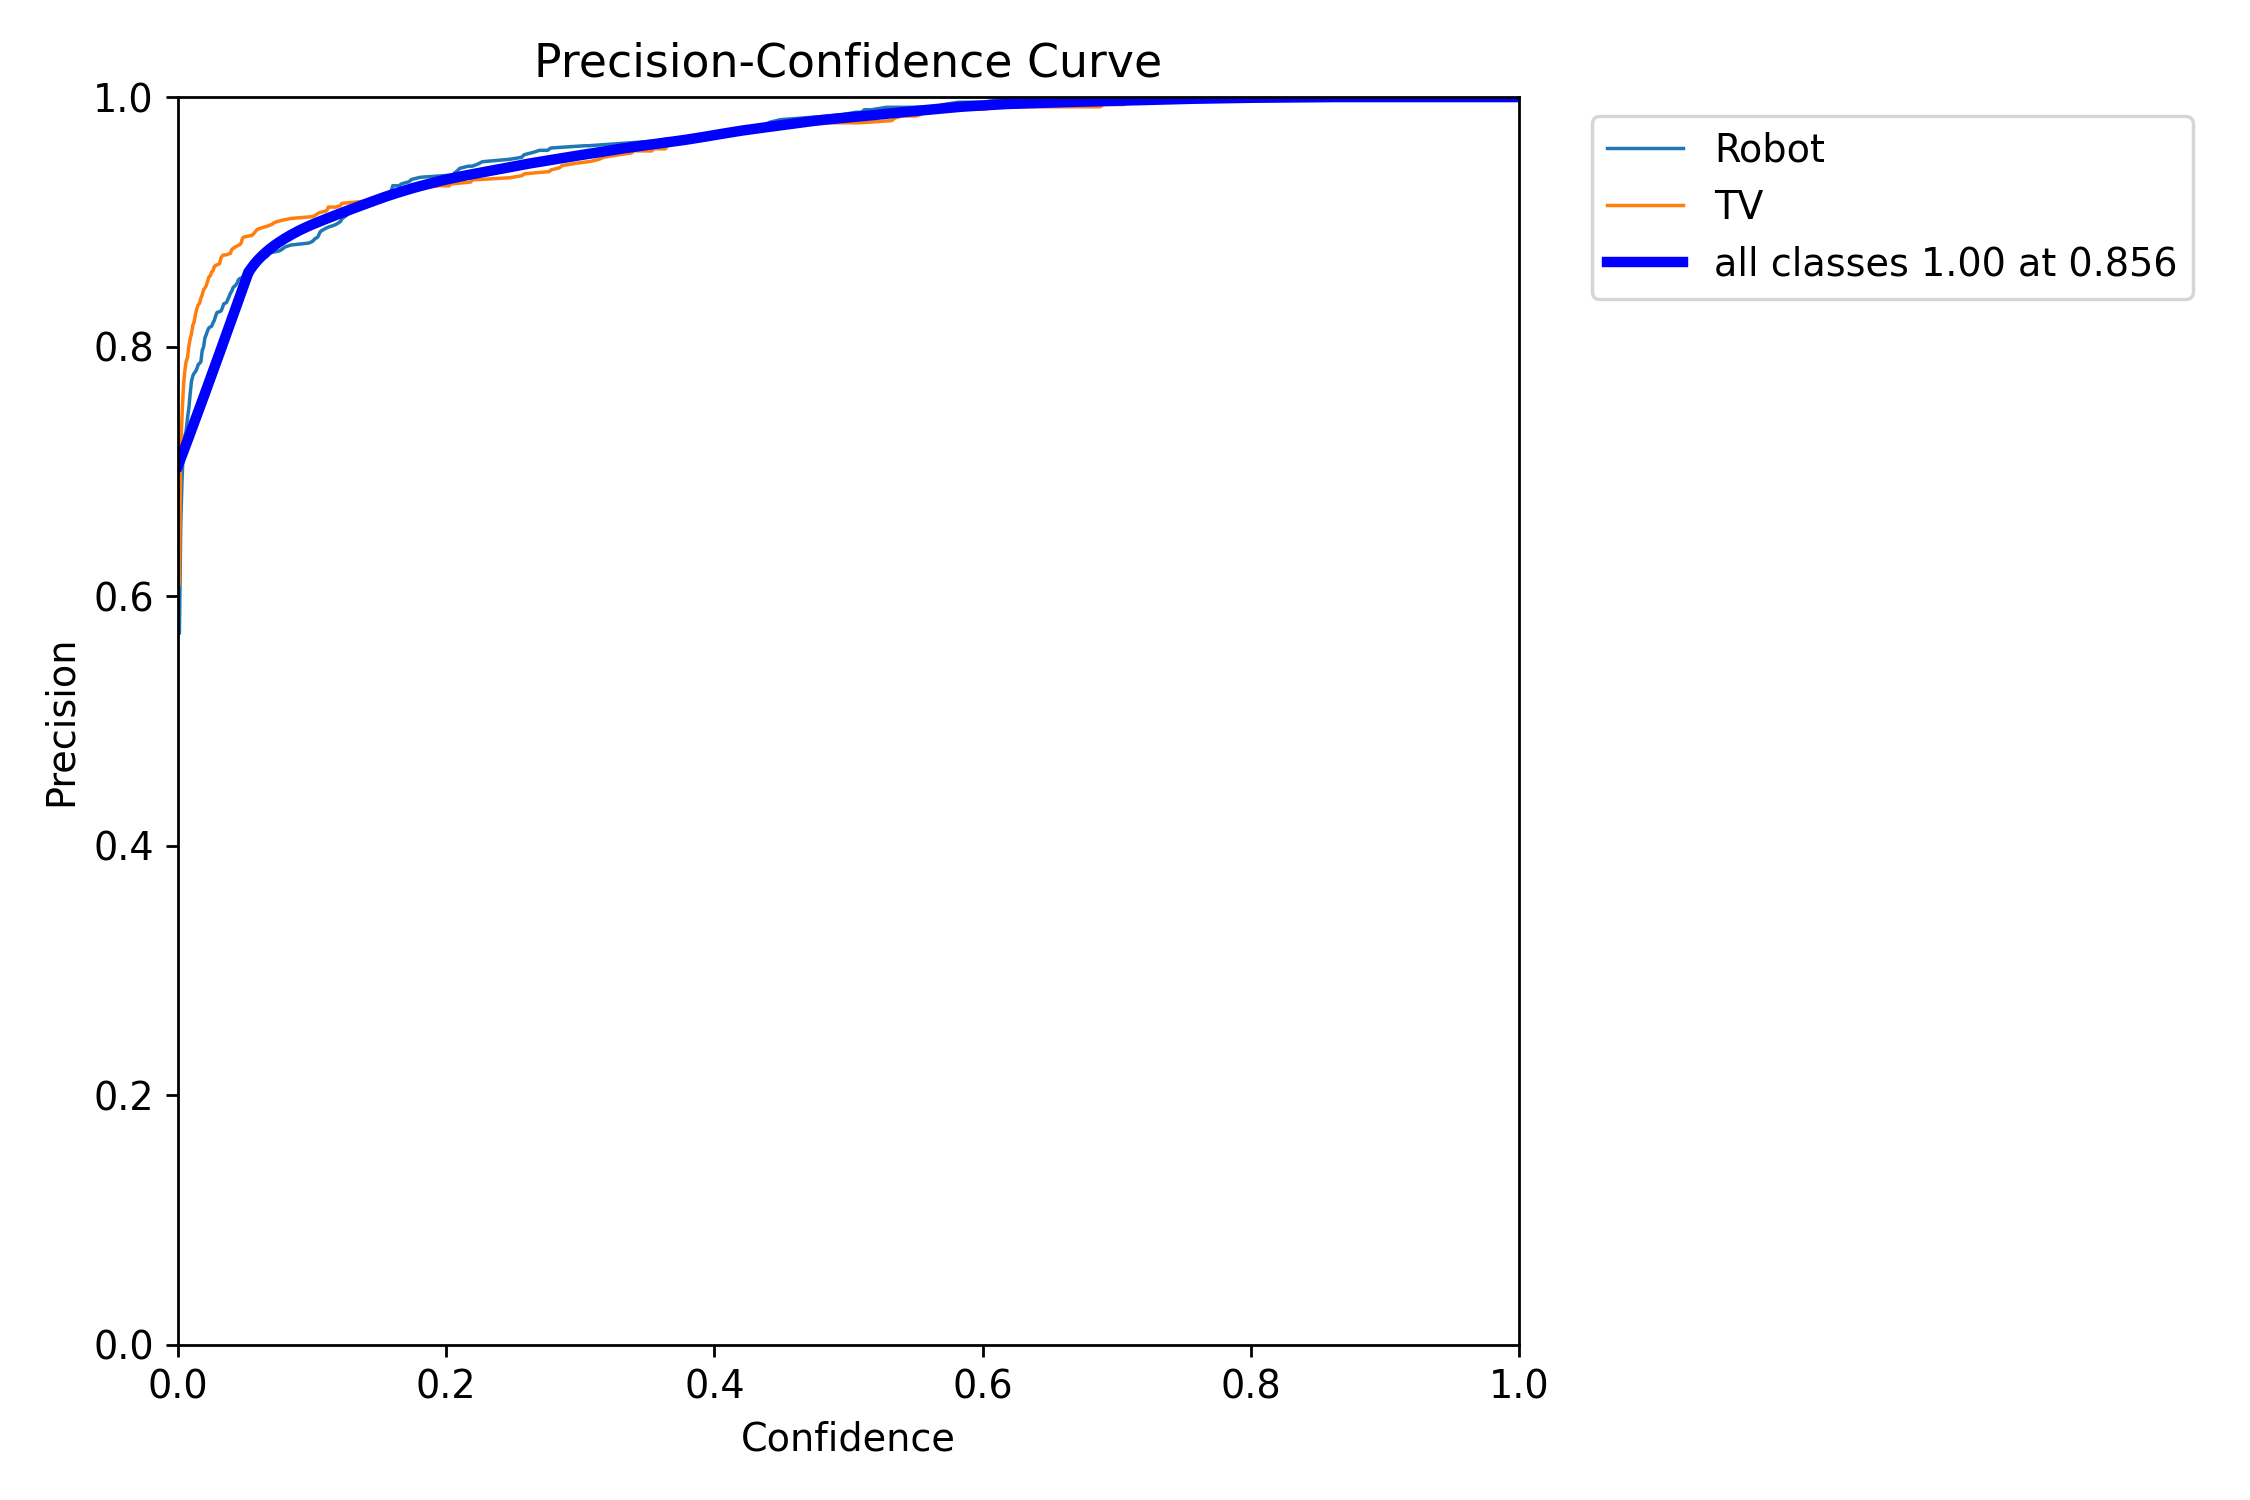 Precision-Confidence Curve
1.0
0.8
0.6
0.4
0.2
0.0
Precision
0.0 0.2 0.4 0.6 0.8 1.0
Confidence
Robot
TV
all classes 1.00 at 0.856